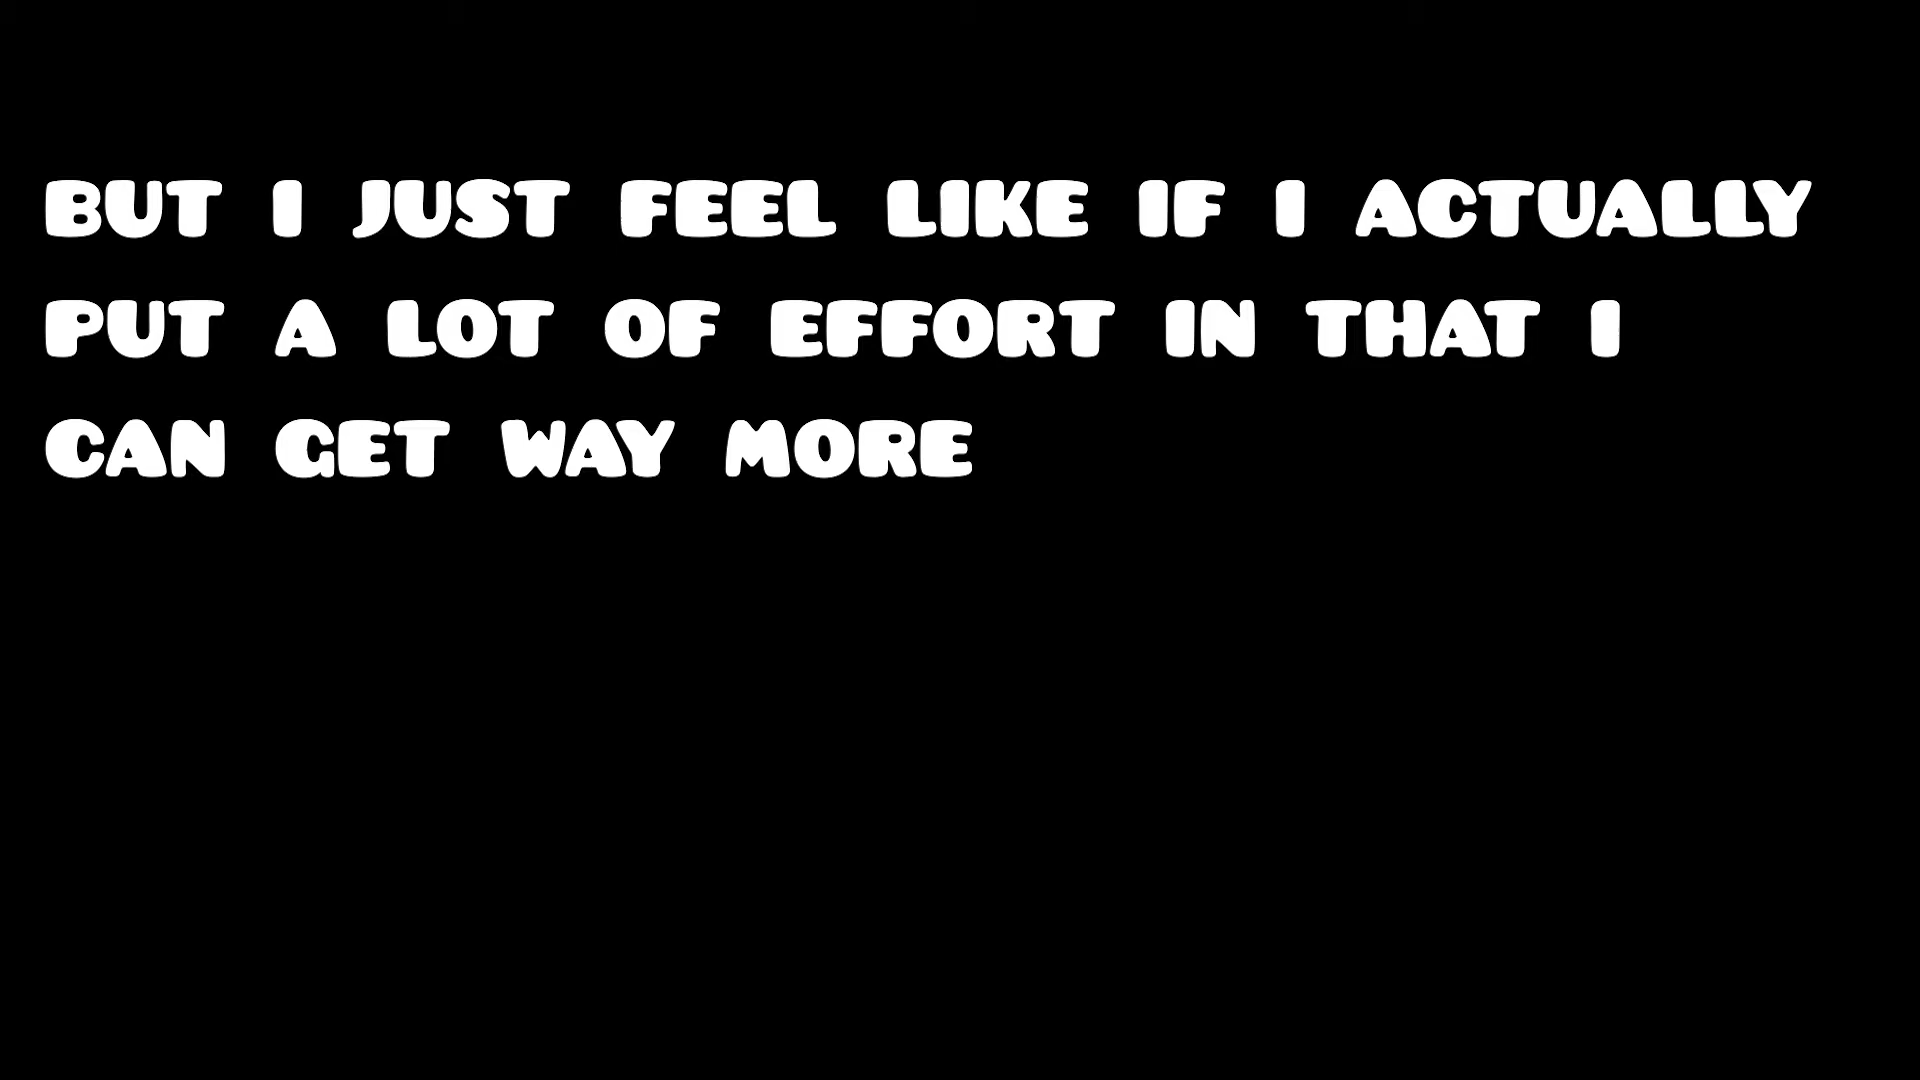 BUT I JUST FEEL LIKE IF I ACTUALLY
PUT A LOT OF EFFORT IN THAT I
CAN GET WAY MORE